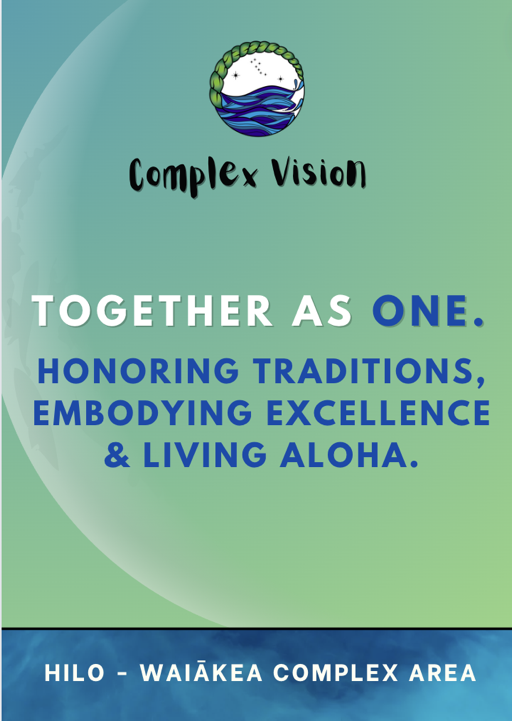 Complex Vision
TOGETHER AS ONE.
HONORING TRADITIONS,
EMBODYING EXCELLENCE
& LIVING ALOHA.
HILO - WAIĀKEA COMPLEX AREA